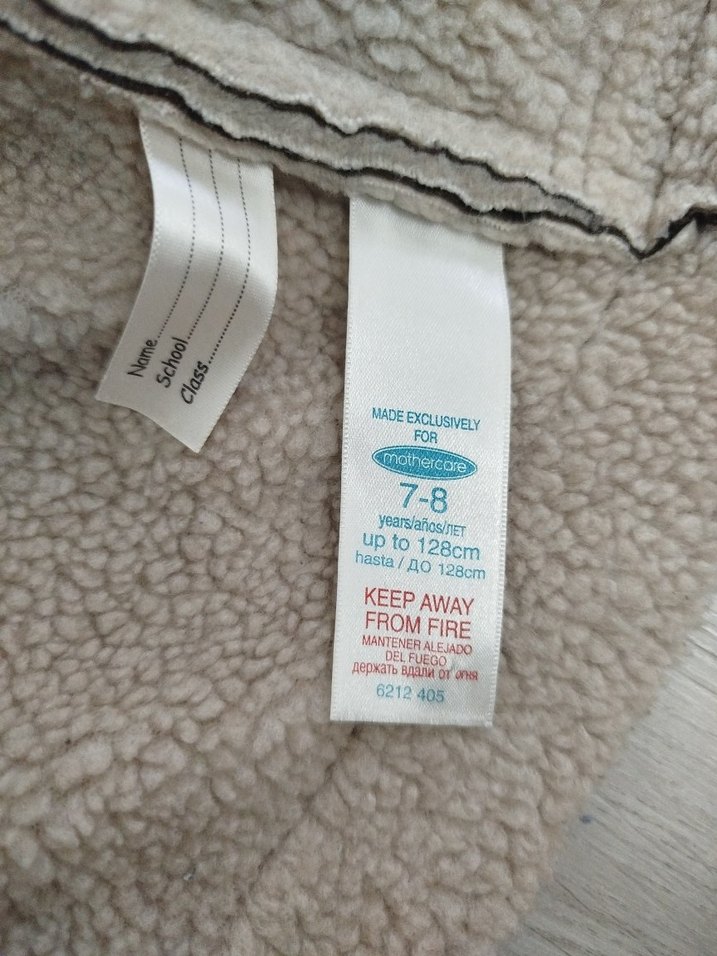 Name....................
School....................
Class....................
MADE EXCLUSIVELY
FOR
mothercare
7-8
years/años/ЛЕТ
up to 128cm
hasta / ДО 128cm
KEEP AWAY
FROM FIRE
MANTENER ALEJADO
DEL FUEGO
держать вдали от огня
6212 405